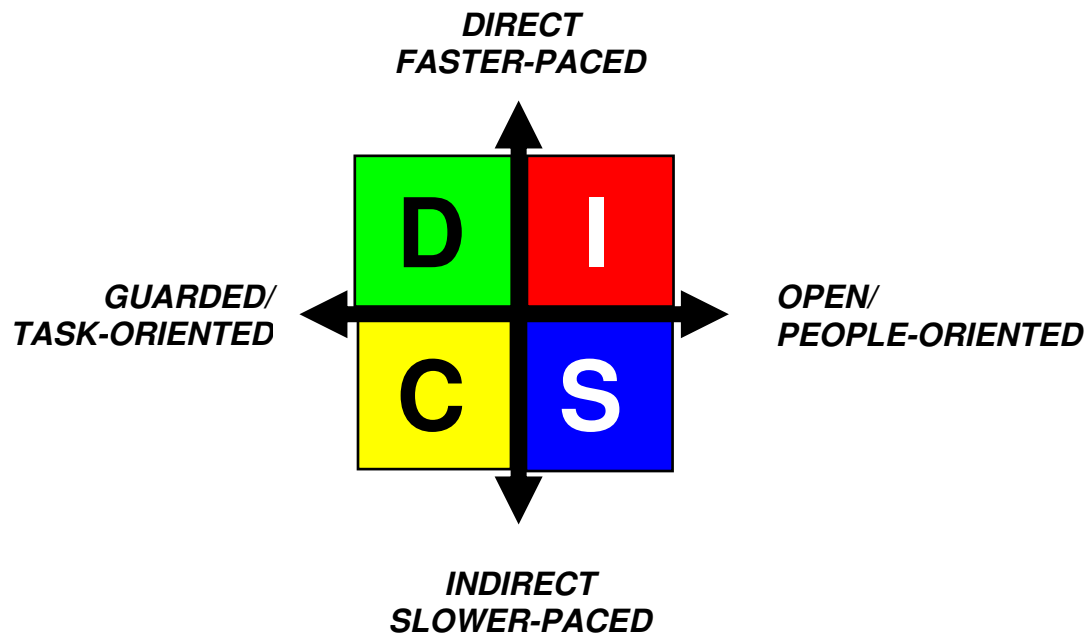 DIRECT
FASTER-PACED
D I
GUARDED/
TASK-ORIENTED
OPEN/
PEOPLE-ORIENTED
C S
INDIRECT
SLOWER-PACED